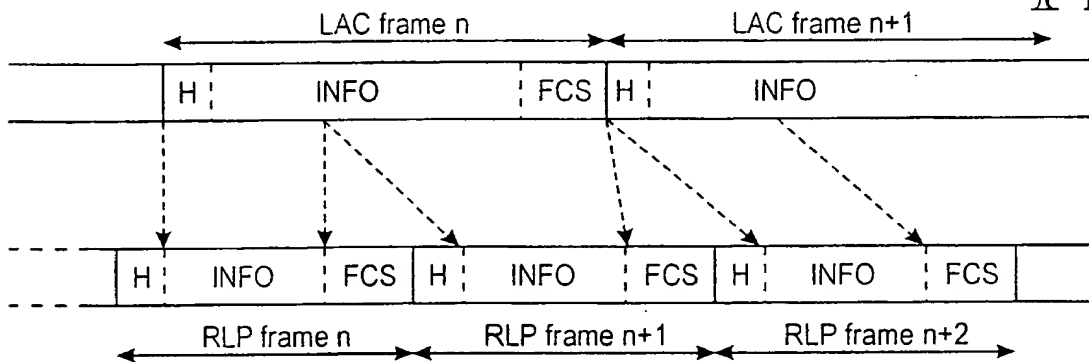 LAC frame n LAC frame n+1
H INFO FCS H INFO
H INFO FCS H INFO FCS H INFO FCS
RLP frame n RLP frame n+1 RLP frame n+2